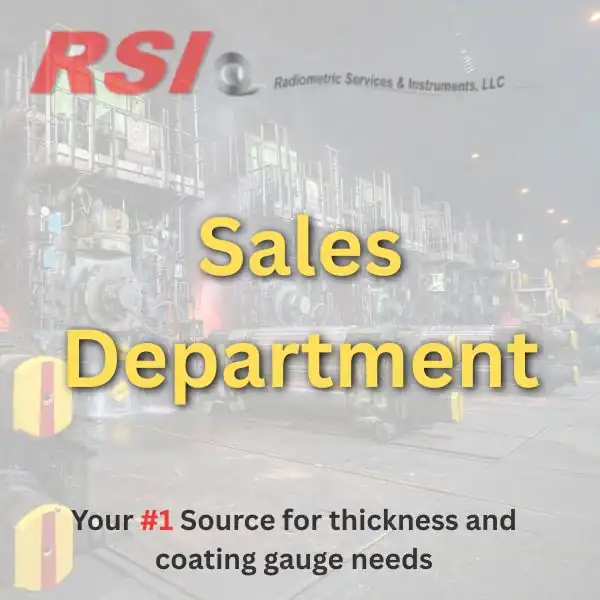 RSI
Radiometric Services & Instruments, LLC
Sales
Department
Your #1 Source for thickness and
coating gauge needs